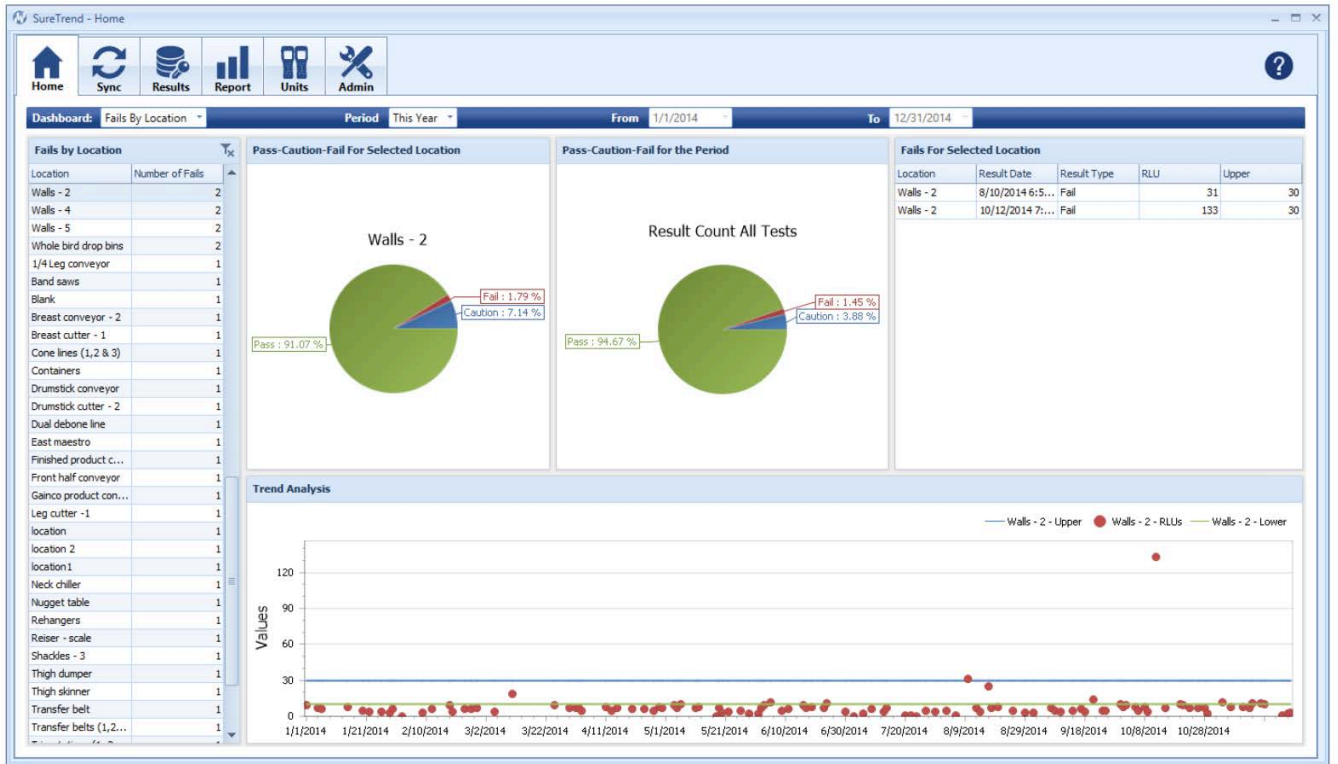 SureTrend - Home
Home Sync Results Report Units Admin ?
Dashboard: Fails By Location Period This Year From 1/1/2014 To 12/31/2014
Fails by Location
Location Number of Fails
Walls - 2 2
Walls - 4 2
Walls - 5 2
Whole bird drop bins 2
1/4 Leg conveyor 1
Band saws 1
Blank 1
Breast conveyor - 2 1
Breast cutter - 1 1
Cone lines (1,2 & 3) 1
Containers 1
Drumstick conveyor 1
Drumstick cutter - 2 1
Dual debone line 1
East maestro 1
Finished product c... 1
Front half conveyor 1
Gainco product con... 1
Leg cutter -1 1
location 1
location 2 1
location1 1
Neck chiller 1
Nugget table 1
Rehangers 1
Reiser - scale 1
Shackles - 3 1
Thigh dumper 1
Thigh skinner 1
Transfer belt 1
Transfer belts (1,2... 1
Pass-Caution-Fail For Selected Location
Walls - 2
Fail : 1.79 %
Caution : 7.14 %
Pass : 91.07 %
Pass-Caution-Fail for the Period
Result Count All Tests
Fail : 1.45 %
Caution : 3.88 %
Pass : 94.67 %
Fails For Selected Location
Location Result Date Result Type RLU Upper
Walls - 2 8/10/2014 6:5... Fail 31 30
Walls - 2 10/12/2014 7:... Fail 133 30
Trend Analysis
Walls - 2 - Upper Walls - 2 - RLUs Walls - 2 - Lower
Values
120
90
60
30
0
1/1/2014 1/21/2014 2/10/2014 3/2/2014 3/22/2014 4/11/2014 5/1/2014 5/21/2014 6/10/2014 6/30/2014 7/20/2014 8/9/2014 8/29/2014 9/18/2014 10/8/2014 10/28/2014